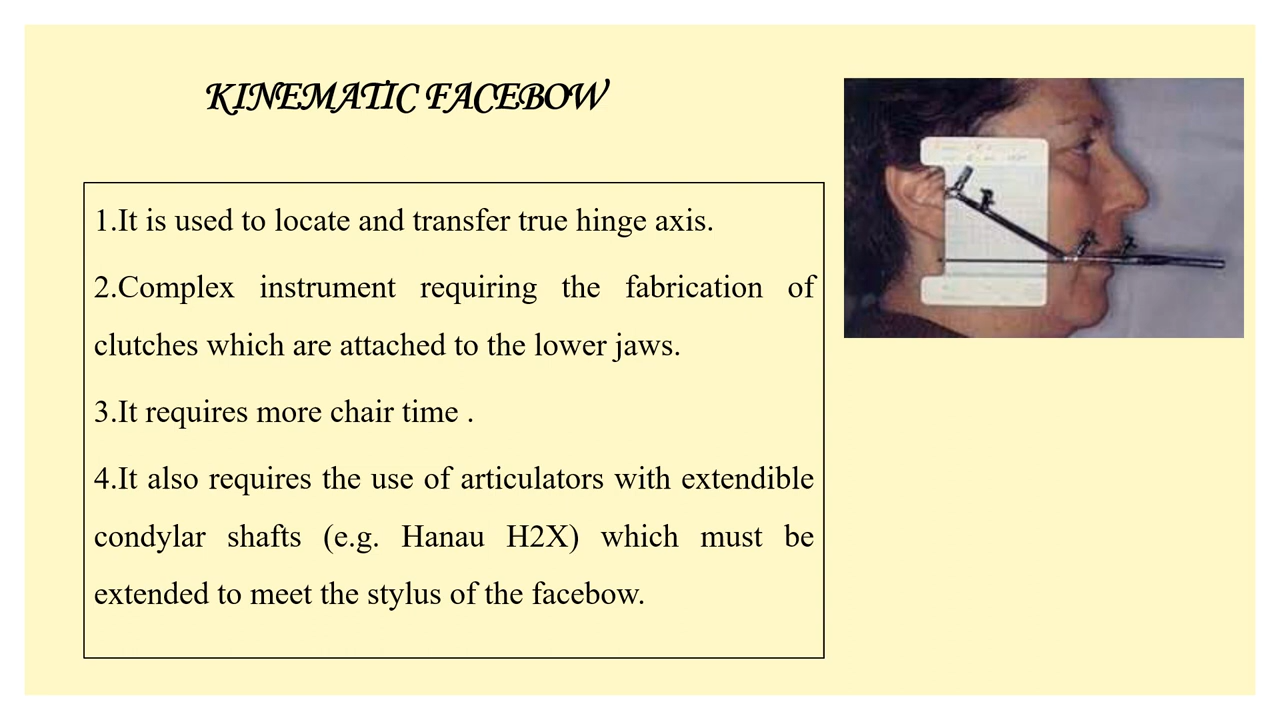 KINEMATIC FACEBOW
1.It is used to locate and transfer true hinge axis.
2.Complex instrument requiring the fabrication of
clutches which are attached to the lower jaws.
3.It requires more chair time .
4.It also requires the use of articulators with extendible
condylar shafts (e.g. Hanau H2X) which must be
extended to meet the stylus of the facebow.